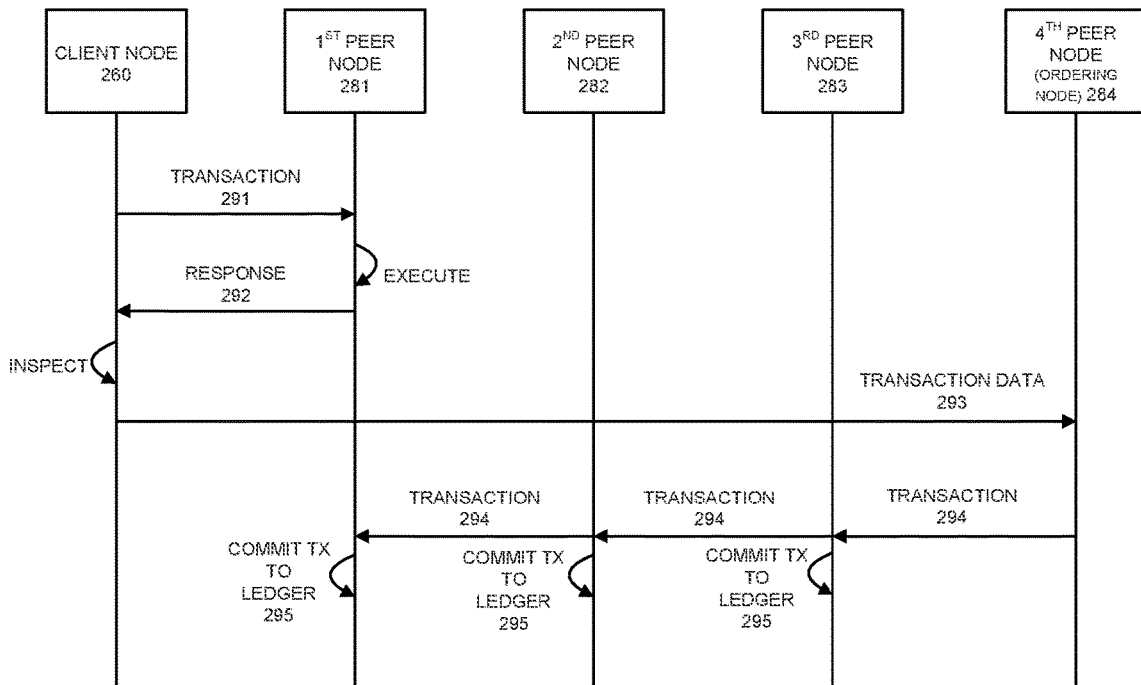 CLIENT NODE
260
1ST PEER
NODE
281
2ND PEER
NODE
282
3RD PEER
NODE
283
4TH PEER
NODE
(ORDERING
NODE) 284
TRANSACTION
291
EXECUTE
RESPONSE
292
INSPECT
TRANSACTION DATA
293
TRANSACTION
294
TRANSACTION
294
TRANSACTION
294
COMMIT TX
TO
LEDGER
295
COMMIT TX
TO
LEDGER
295
COMMIT TX
TO
LEDGER
295